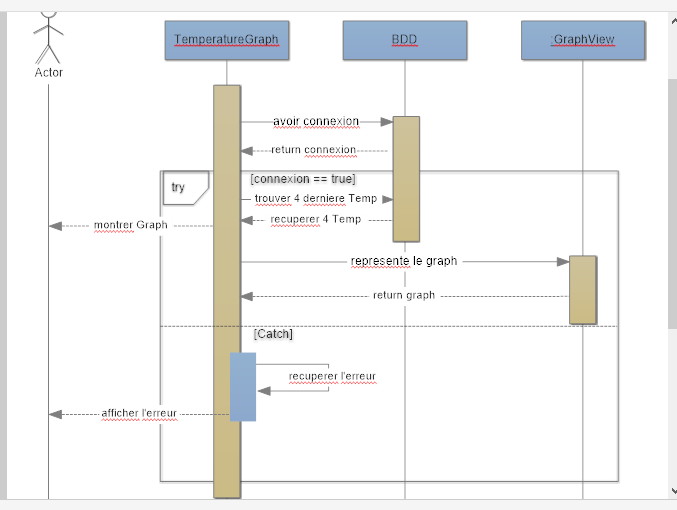 TemperatureGraph
BDD
:GraphView
Actor
avoir connexion
return connexion
try
[connexion == true]
trouver 4 derniere Temp
recuperer 4 Temp
montrer Graph
represente le graph
return graph
[Catch]
recuperer l'erreur
afficher l'erreur